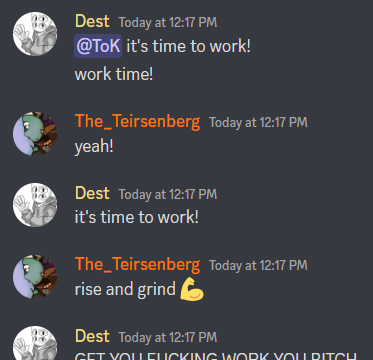 Dest Today at 12:17 PM
@ToK it's time to work!
work time!
The_Teirsenberg Today at 12:17 PM
yeah!
Dest Today at 12:17 PM
it's time to work!
The_Teirsenberg Today at 12:17 PM
rise and grind 💪
Dest Today at 12:17 PM
GET YOU FUCKING WORK YOU BITCH